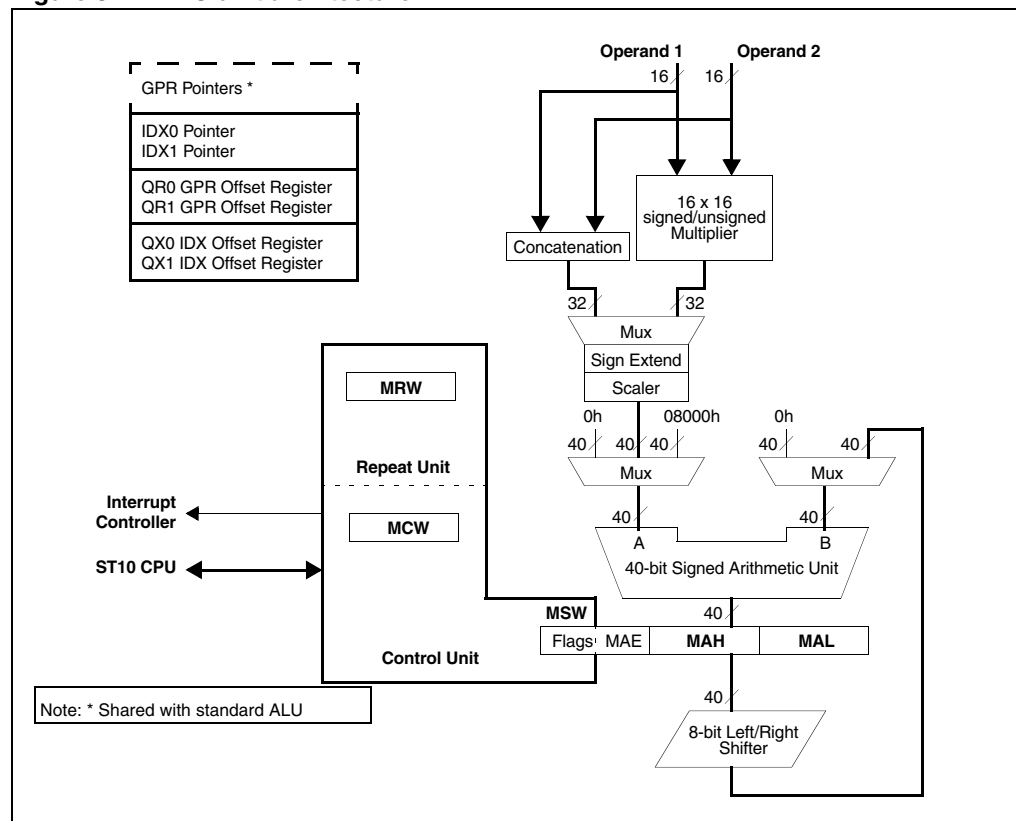 Operand 1 Operand 2
16 16
GPR Pointers *
IDX0 Pointer
IDX1 Pointer
QR0 GPR Offset Register
QR1 GPR Offset Register
QX0 IDX Offset Register
QX1 IDX Offset Register
16 x 16
signed/unsigned
Multiplier
Concatenation
32 32
Mux
Sign Extend
Scaler
0h 08000h 0h
40 40 40 40 40
Mux Mux
40 40
A B
40-bit Signed Arithmetic Unit
40
MRW
Repeat Unit
MCW
Interrupt
Controller
ST10 CPU
MSW
Flags MAE MAH MAL
Control Unit
40
8-bit Left/Right
Shifter
Note: * Shared with standard ALU